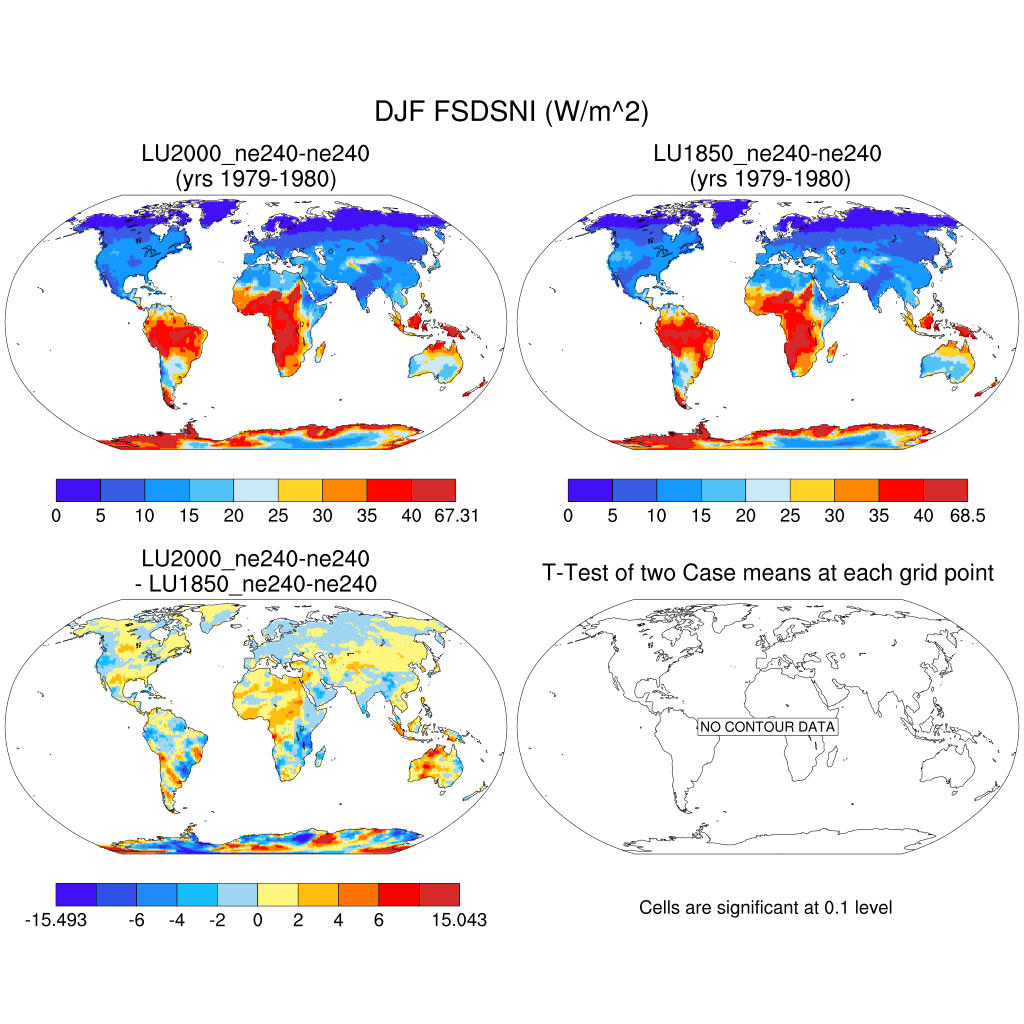 DJF FSDSNI (W/m^2)
LU2000_ne240-ne240
(yrs 1979-1980)
LU1850_ne240-ne240
(yrs 1979-1980)
0 5 10 15 20 25 30 35 40 67.31
0 5 10 15 20 25 30 35 40 68.5
LU2000_ne240-ne240
- LU1850_ne240-ne240
T-Test of two Case means at each grid point
NO CONTOUR DATA
-15.493 -6 -4 -2 0 2 4 6 15.043
Cells are significant at 0.1 level